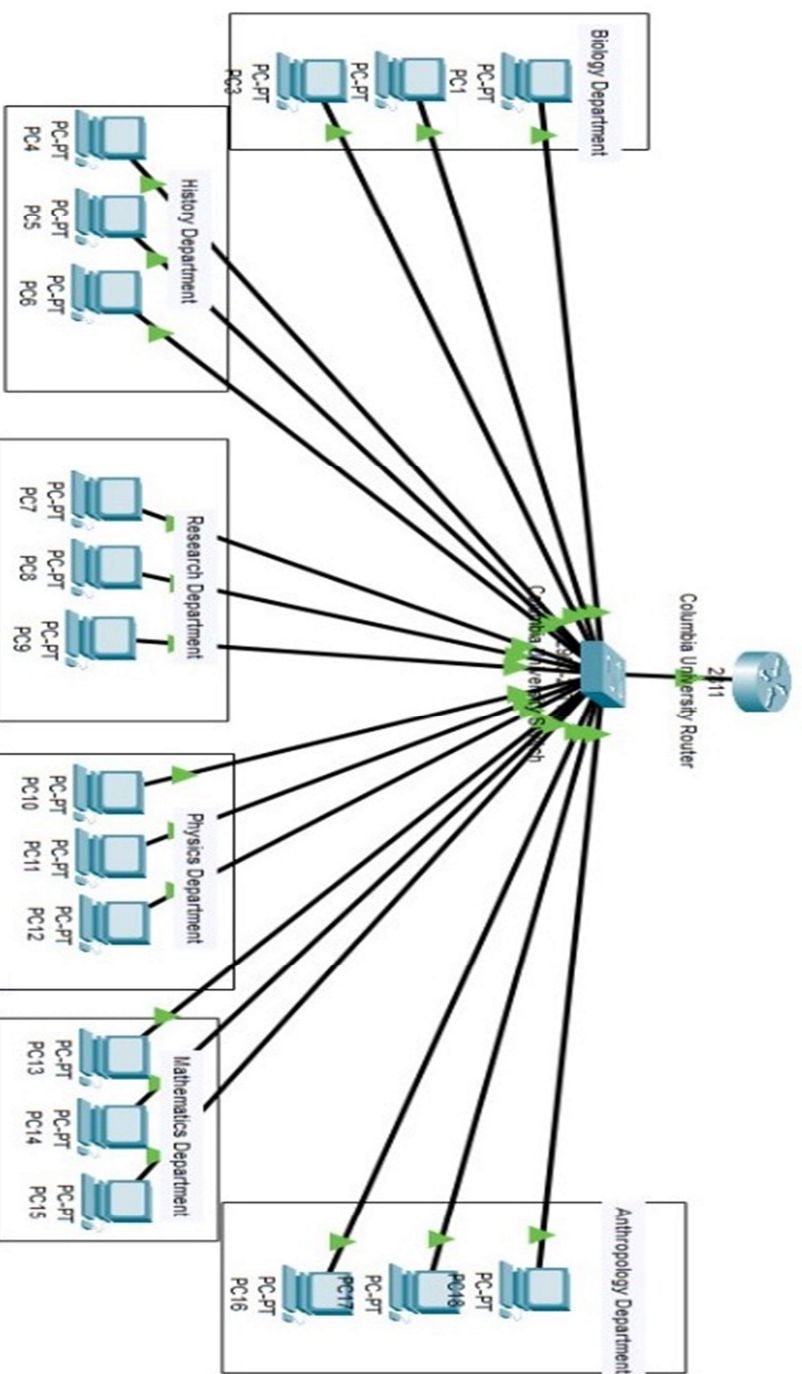 2811
Columbia University Router
Columbia University Switch
Biology Department
PC-PT
PC1
PC-PT
PC-PT
PC3
History Department
PC-PT
PC4
PC-PT
PC5
PC-PT
PC6
Research Department
PC-PT
PC7
PC-PT
PC8
PC-PT
PC9
Physics Department
PC-PT
PC10
PC-PT
PC11
PC-PT
PC12
Mathematics Department
PC-PT
PC13
PC-PT
PC14
PC-PT
PC15
Anthropology Department
PC-PT
PC18
PC-PT
PC17
PC-PT
PC16